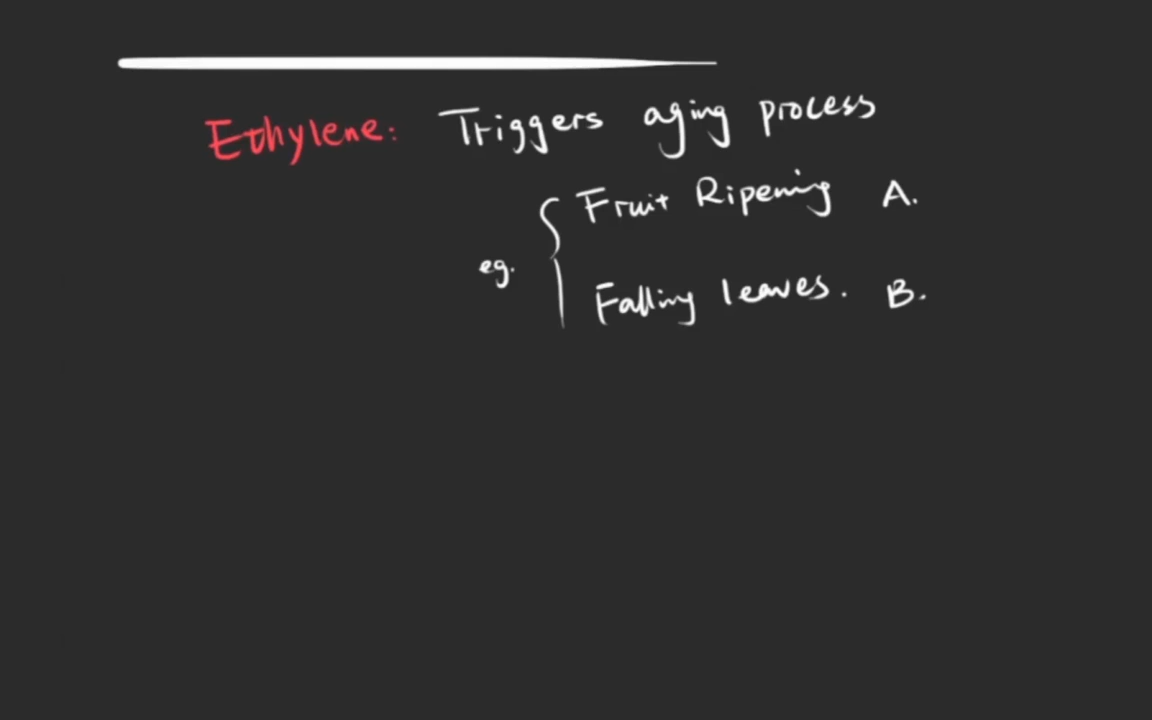 Ethylene: Triggers aging process
Fruit Ripening A.
eg.
Falling leaves. B.